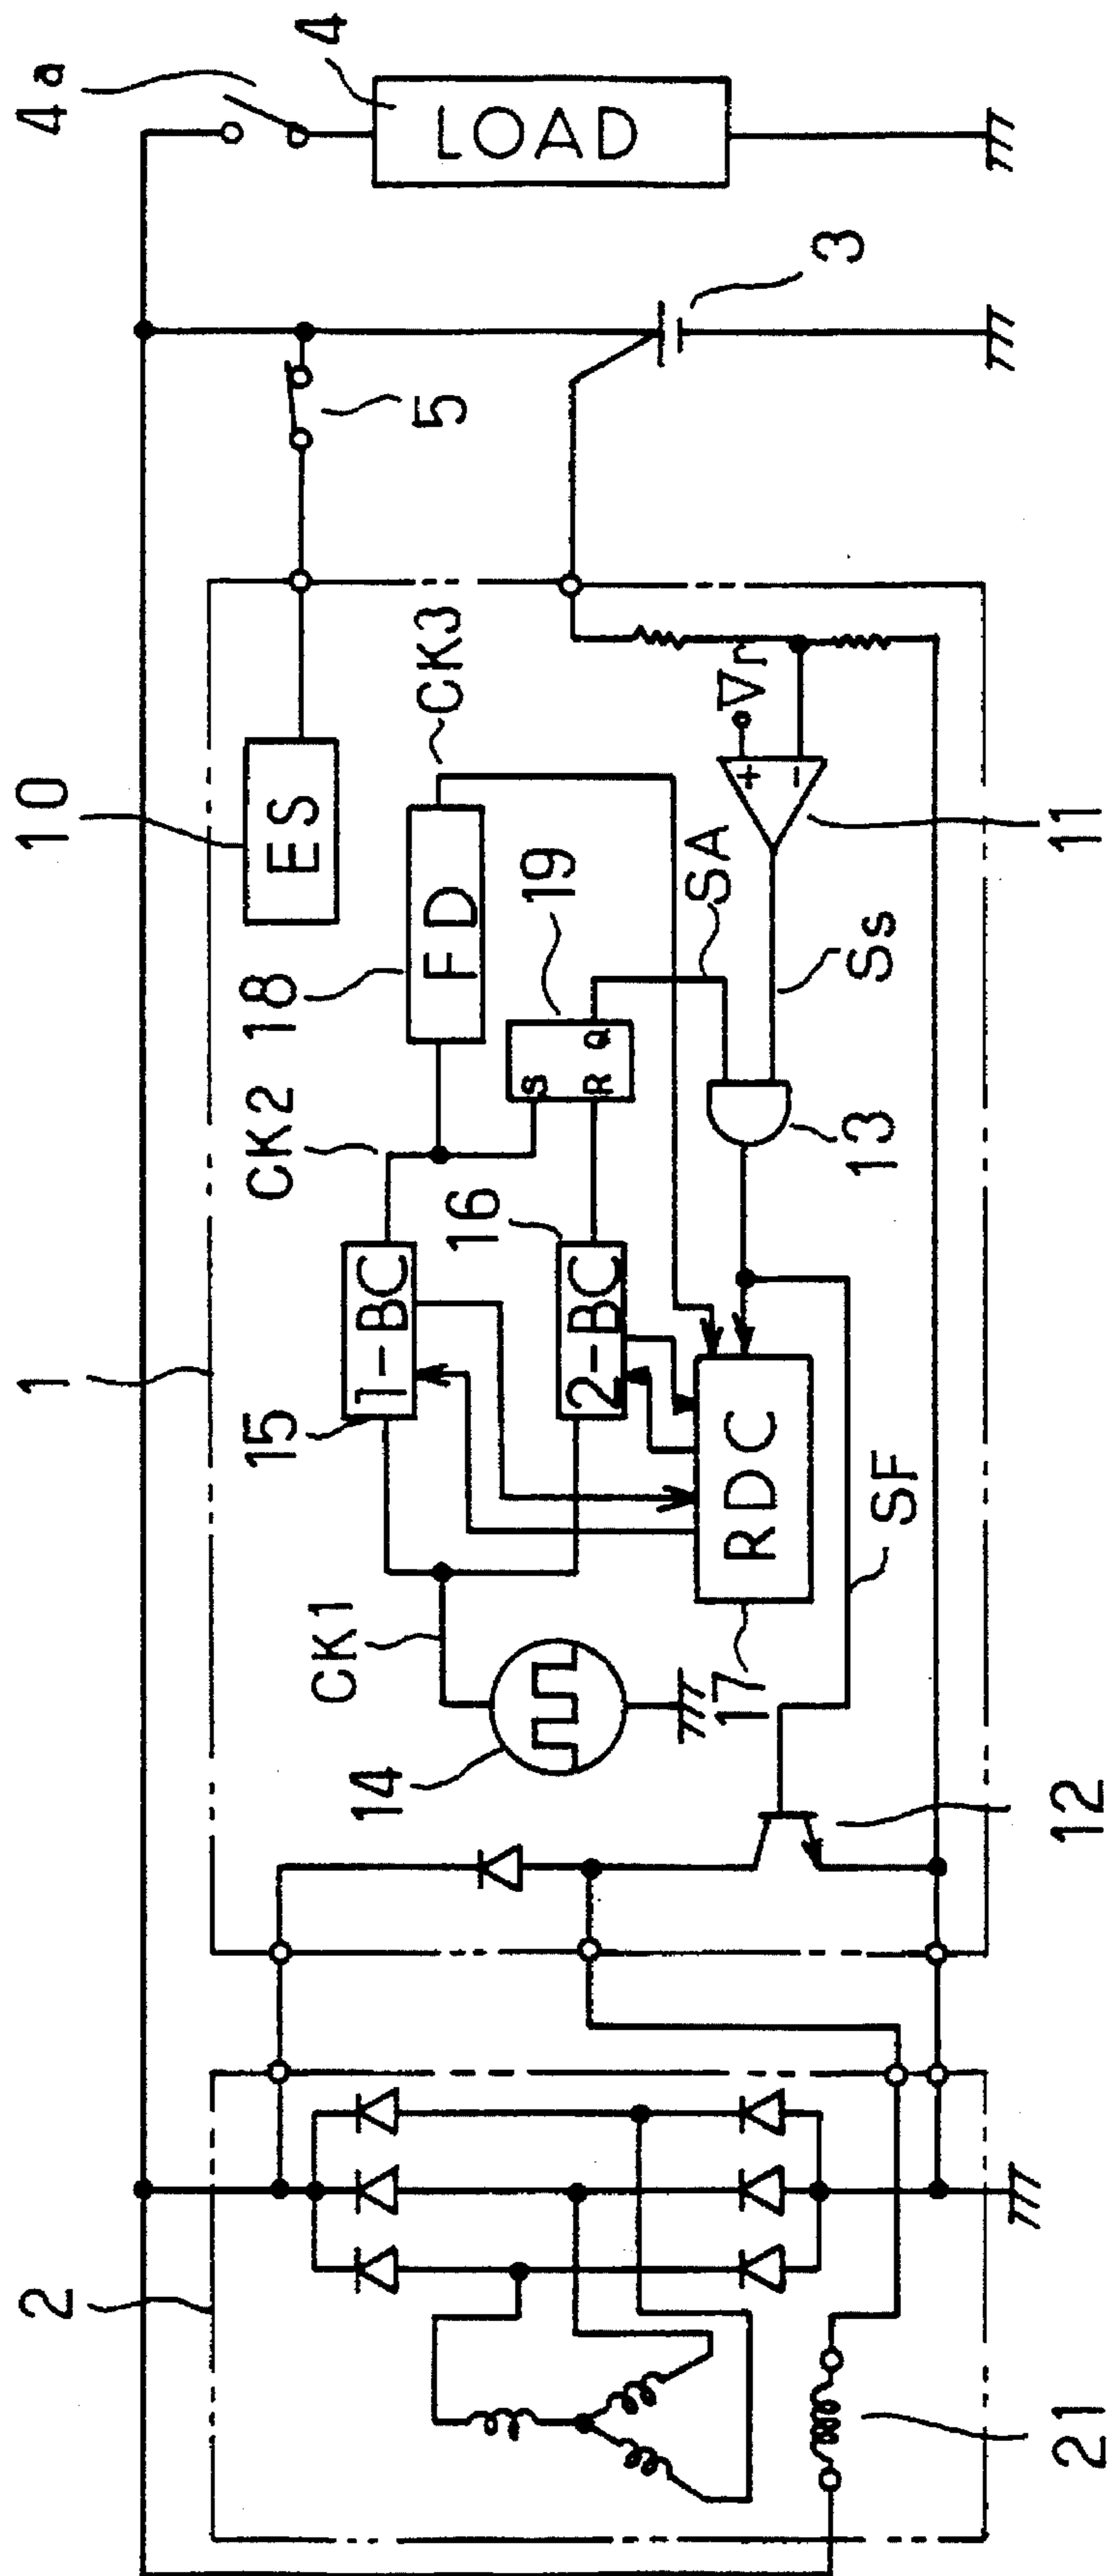 4a
4
LOAD
3
5
10
ES
CK3
Vr
+
-
11
18
FD
19
SA
Ss
S
R
Q
CK2
13
1
15
1-BC
16
2-BC
RDC
17
SF
CK1
14
12
2
21